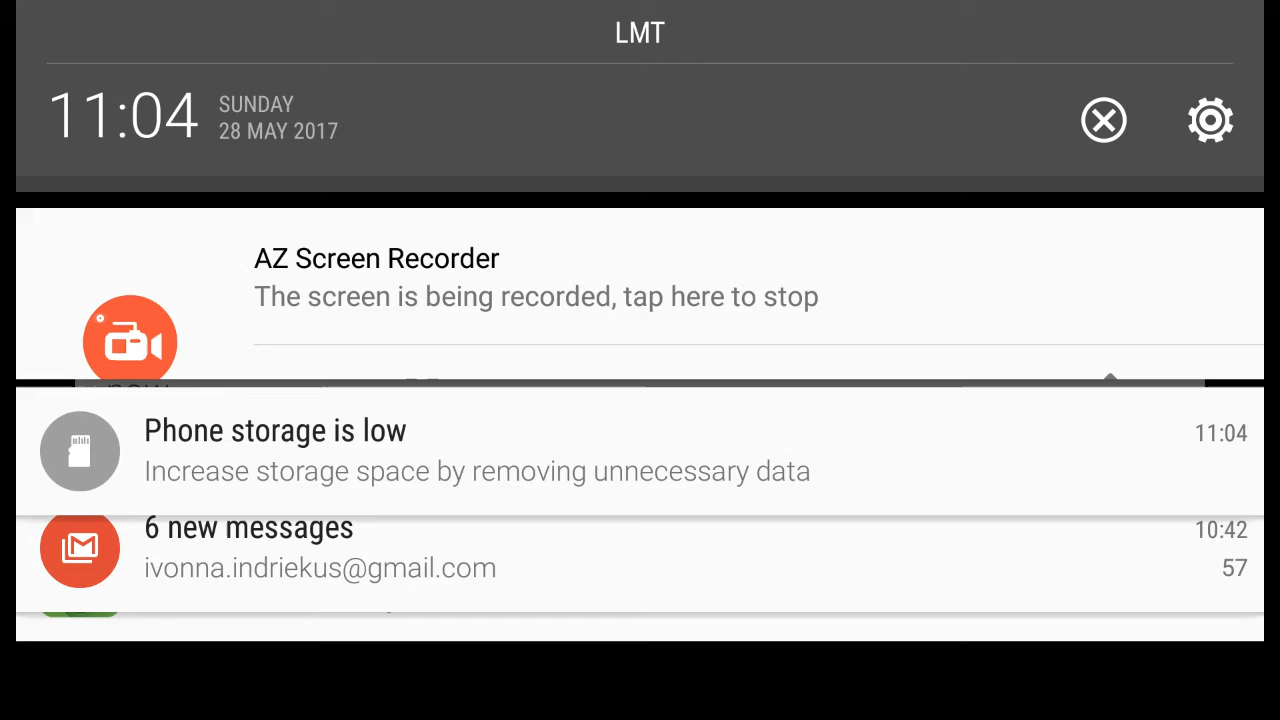 LMT
11:04
SUNDAY
28 MAY 2017
AZ Screen Recorder
The screen is being recorded, tap here to stop
Phone storage is low
11:04
Increase storage space by removing unnecessary data
6 new messages
10:42
ivonna.indriekus@gmail.com
57